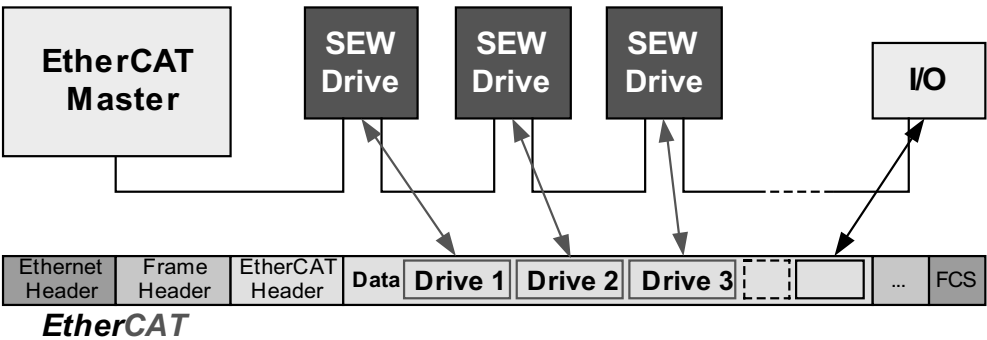 EtherCAT
Master
SEW
Drive
SEW
Drive
SEW
Drive
I/O
Ethernet
Header
Frame
Header
EtherCAT
Header
Data
Drive 1
Drive 2
Drive 3
...
FCS
EtherCAT